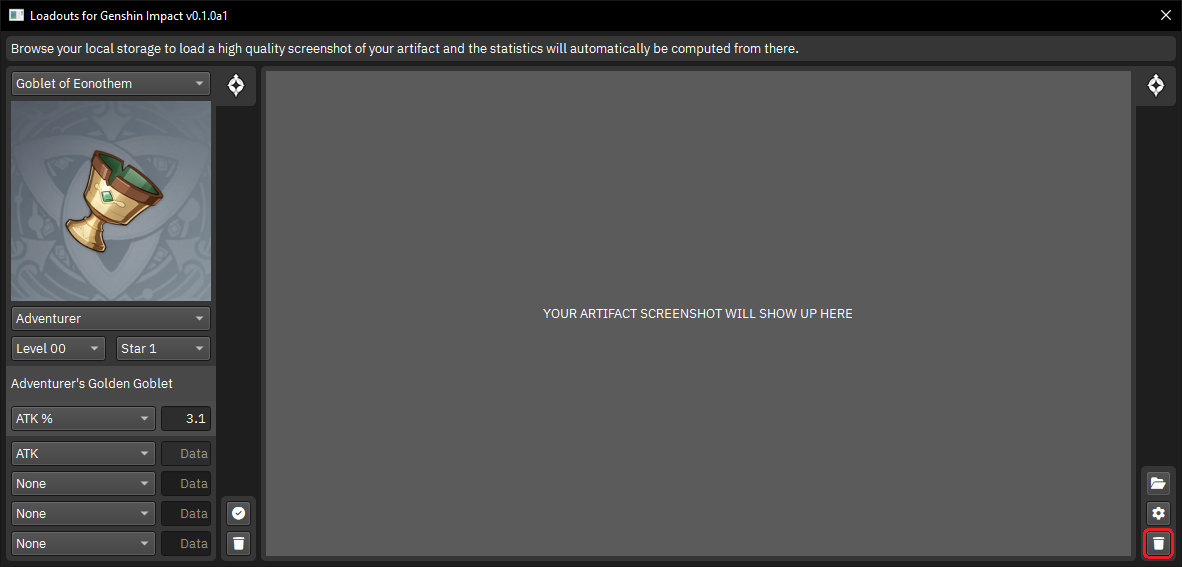 Loadouts for Genshin Impact v0.1.0a1
Browse your local storage to load a high quality screenshot of your artifact and the statistics will automatically be computed from there.
Goblet of Eonothem
Adventurer
Level 00
Star 1
Adventurer's Golden Goblet
ATK %
3.1
ATK
Data
None
Data
None
Data
None
Data
YOUR ARTIFACT SCREENSHOT WILL SHOW UP HERE